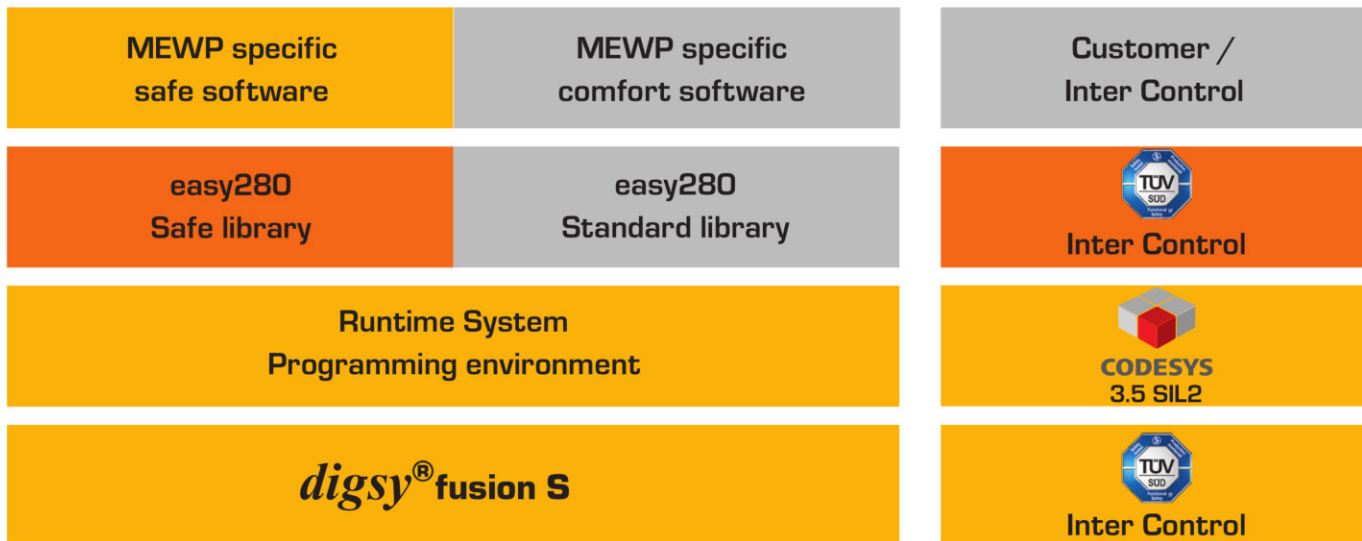 MEWP specific
safe software
MEWP specific
comfort software
Customer /
Inter Control
easy280
Safe library
easy280
Standard library
TÜV
SÜD
Inter Control
Runtime System
Programming environment
CODESYS
3.5 SIL2
digsy® fusion S
TÜV
SÜD
Inter Control